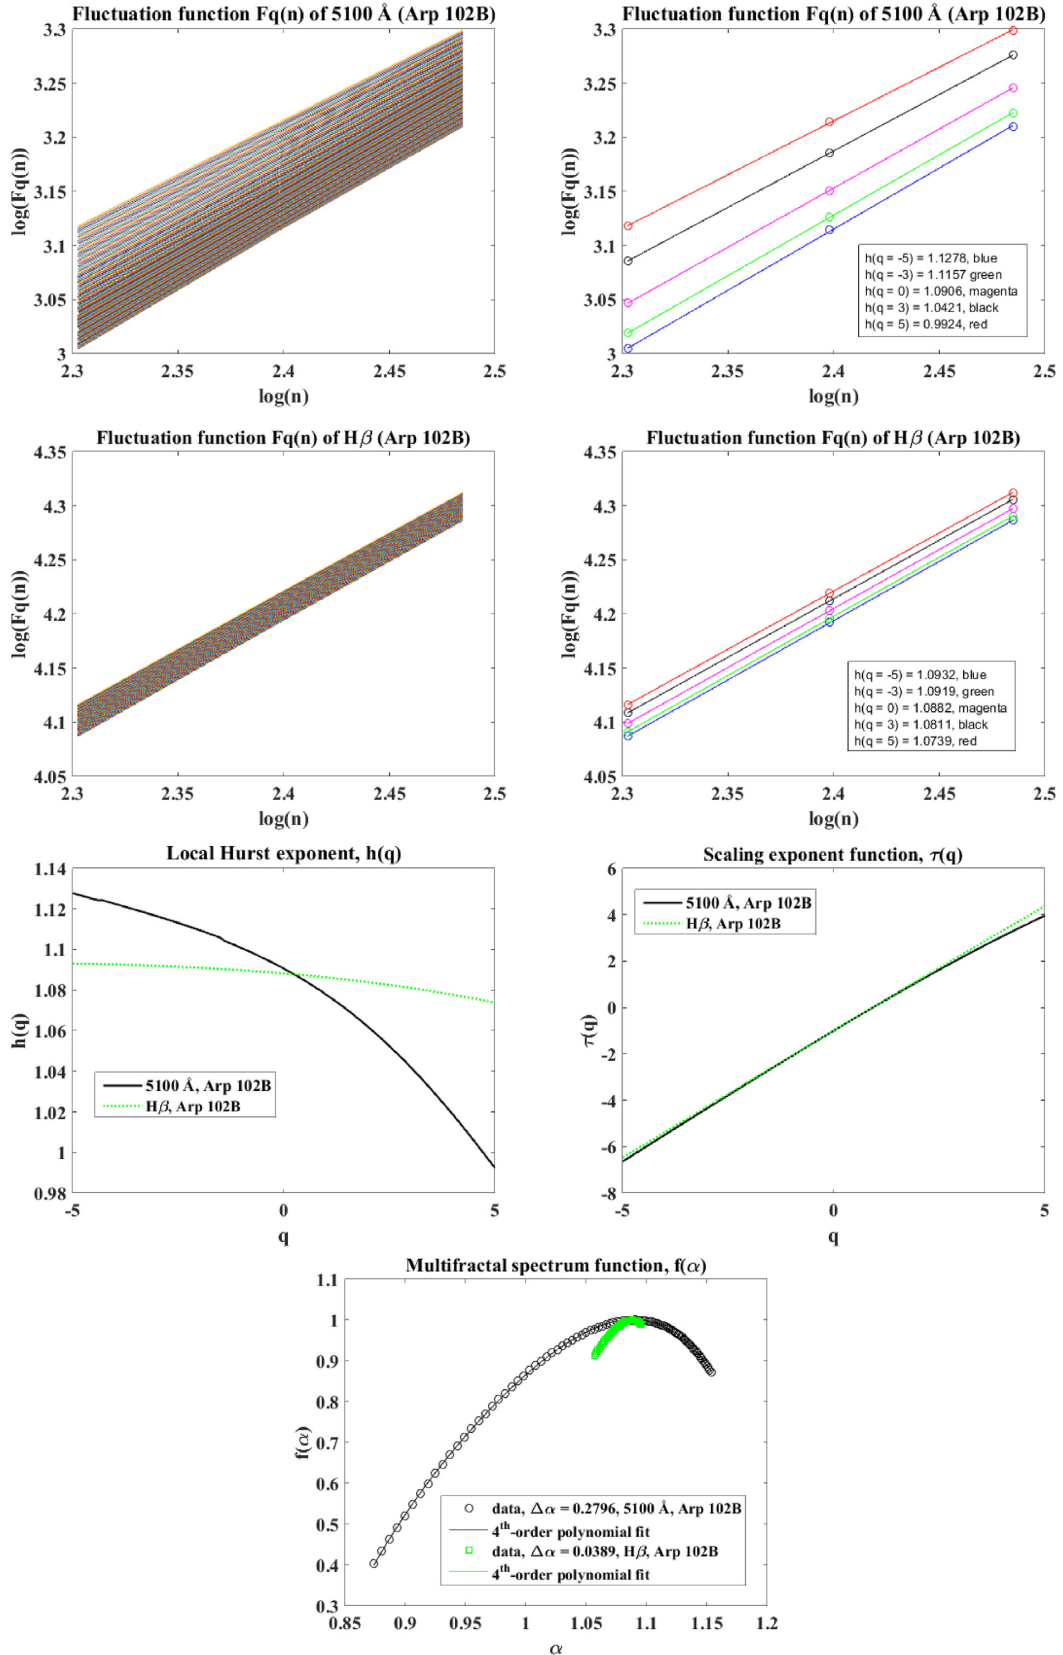 Fluctuation function Fq(n) of 5100 Å (Arp 102B)
3.3
3.25
3.2
3.15
3.1
3.05
3
log(Fq(n))
2.3 2.35 2.4 2.45 2.5
log(n)
Fluctuation function Fq(n) of 5100 Å (Arp 102B)
3.3
3.25
3.2
3.15
3.1
3.05
3
log(Fq(n))
h(q = -5) = 1.1278, blue
h(q = -3) = 1.1157 green
h(q = 0) = 1.0906, magenta
h(q = 3) = 1.0421, black
h(q = 5) = 0.9924, red
2.3 2.35 2.4 2.45 2.5
log(n)
Fluctuation function Fq(n) of Hβ (Arp 102B)
4.35
4.3
4.25
4.2
4.15
4.1
4.05
log(Fq(n))
2.3 2.35 2.4 2.45 2.5
log(n)
Fluctuation function Fq(n) of Hβ (Arp 102B)
4.35
4.3
4.25
4.2
4.15
4.1
4.05
log(Fq(n))
h(q = -5) = 1.0932, blue
h(q = -3) = 1.0919, green
h(q = 0) = 1.0882, magenta
h(q = 3) = 1.0811, black
h(q = 5) = 1.0739, red
2.3 2.35 2.4 2.45 2.5
log(n)
Local Hurst exponent, h(q)
1.14
1.12
1.1
1.08
1.06
1.04
1.02
1
0.98
h(q)
5100 Å, Arp 102B
Hβ, Arp 102B
-5 0 5
q
Scaling exponent function, τ(q)
6
4
2
0
-2
-4
-6
-8
τ(q)
5100 Å, Arp 102B
Hβ, Arp 102B
-5 0 5
q
Multifractal spectrum function, f(α)
1.1
1
0.9
0.8
0.7
0.6
0.5
0.4
0.3
f(α)
data, Δα = 0.2796, 5100 Å, Arp 102B
4th-order polynomial fit
data, Δα = 0.0389, Hβ, Arp 102B
4th-order polynomial fit
0.85 0.9 0.95 1 1.05 1.1 1.15 1.2
α